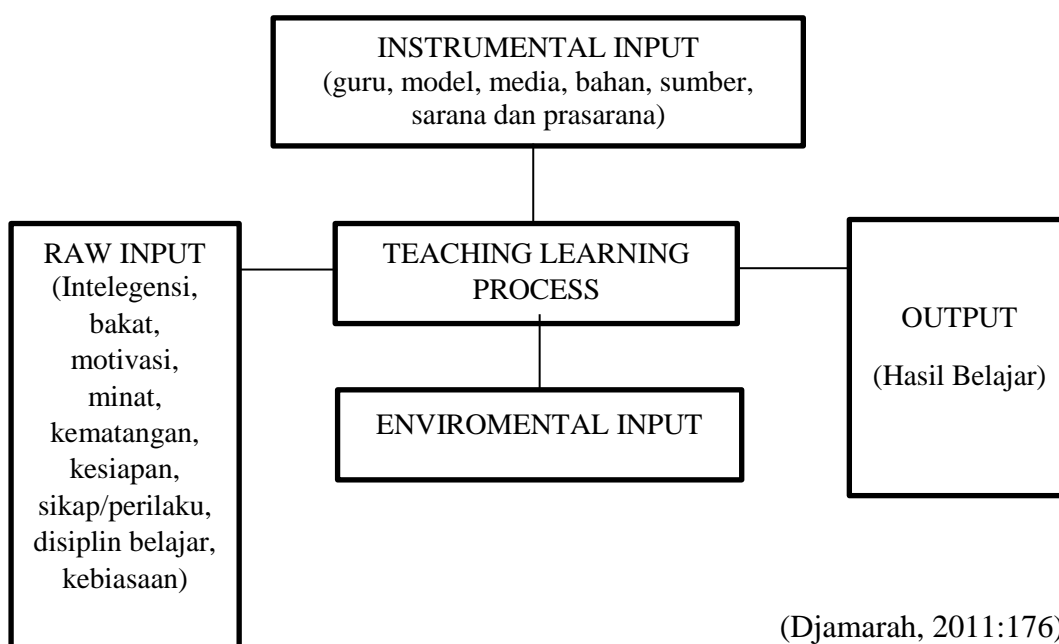 INSTRUMENTAL INPUT
(guru, model, media, bahan, sumber,
sarana dan prasarana)
RAW INPUT
(Intelegensi,
bakat,
motivasi,
minat,
kematangan,
kesiapan,
sikap/perilaku,
disiplin belajar,
kebiasaan)
TEACHING LEARNING
PROCESS
ENVIROMENTAL INPUT
OUTPUT
(Hasil Belajar)
(Djamarah, 2011:176)